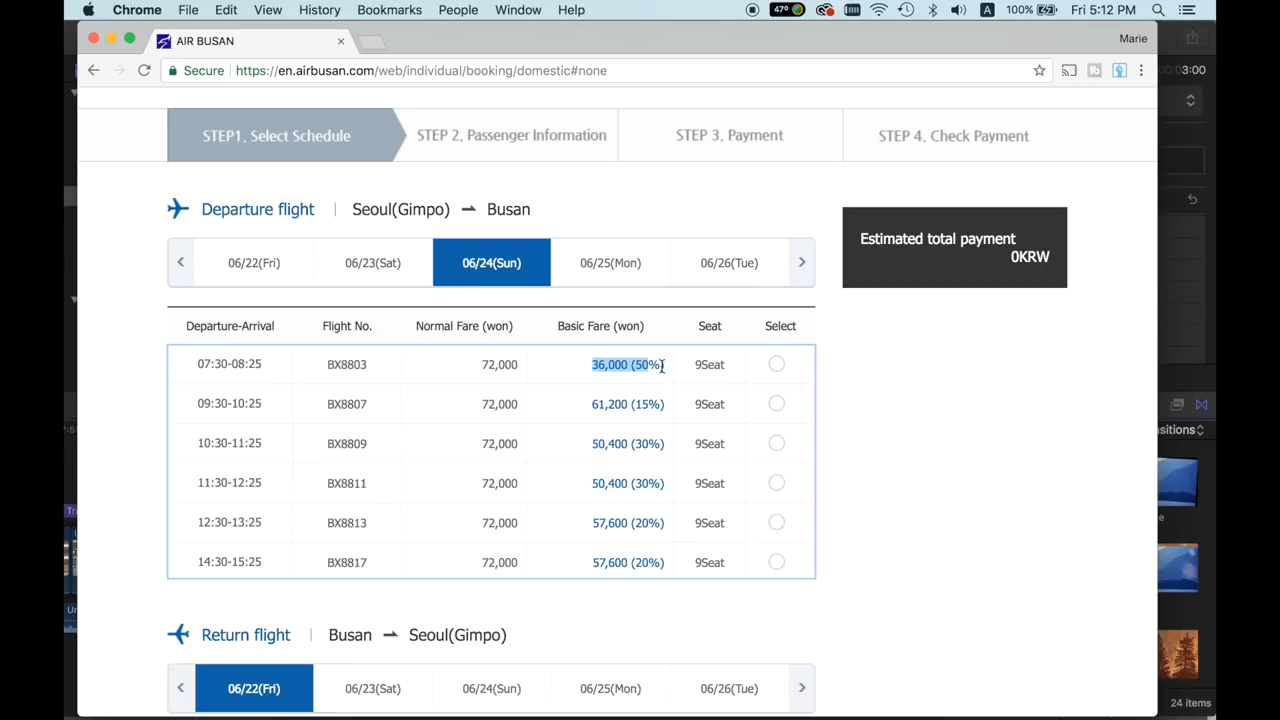 Chrome File Edit View History Bookmarks People Window Help 47° A 100% Fri 5:12 PM
AIR BUSAN Marie
Secure https://en.airbusan.com/web/individual/booking/domestic#none
3:00
STEP1. Select Schedule STEP 2. Passenger Information STEP 3. Payment STEP 4. Check Payment
Departure flight Seoul(Gimpo) Busan
Estimated total payment
0KRW
06/22(Fri) 06/23(Sat) 06/24(Sun) 06/25(Mon) 06/26(Tue)
Departure-Arrival Flight No. Normal Fare (won) Basic Fare (won) Seat Select
07:30-08:25 BX8803 72,000 36,000 (50%) 9Seat
09:30-10:25 BX8807 72,000 61,200 (15%) 9Seat
sitions
10:30-11:25 BX8809 72,000 50,400 (30%) 9Seat
11:30-12:25 BX8811 72,000 50,400 (30%) 9Seat
12:30-13:25 BX8813 72,000 57,600 (20%) 9Seat
14:30-15:25 BX8817 72,000 57,600 (20%) 9Seat
Return flight Busan Seoul(Gimpo)
06/22(Fri) 06/23(Sat) 06/24(Sun) 06/25(Mon) 06/26(Tue)
24 items